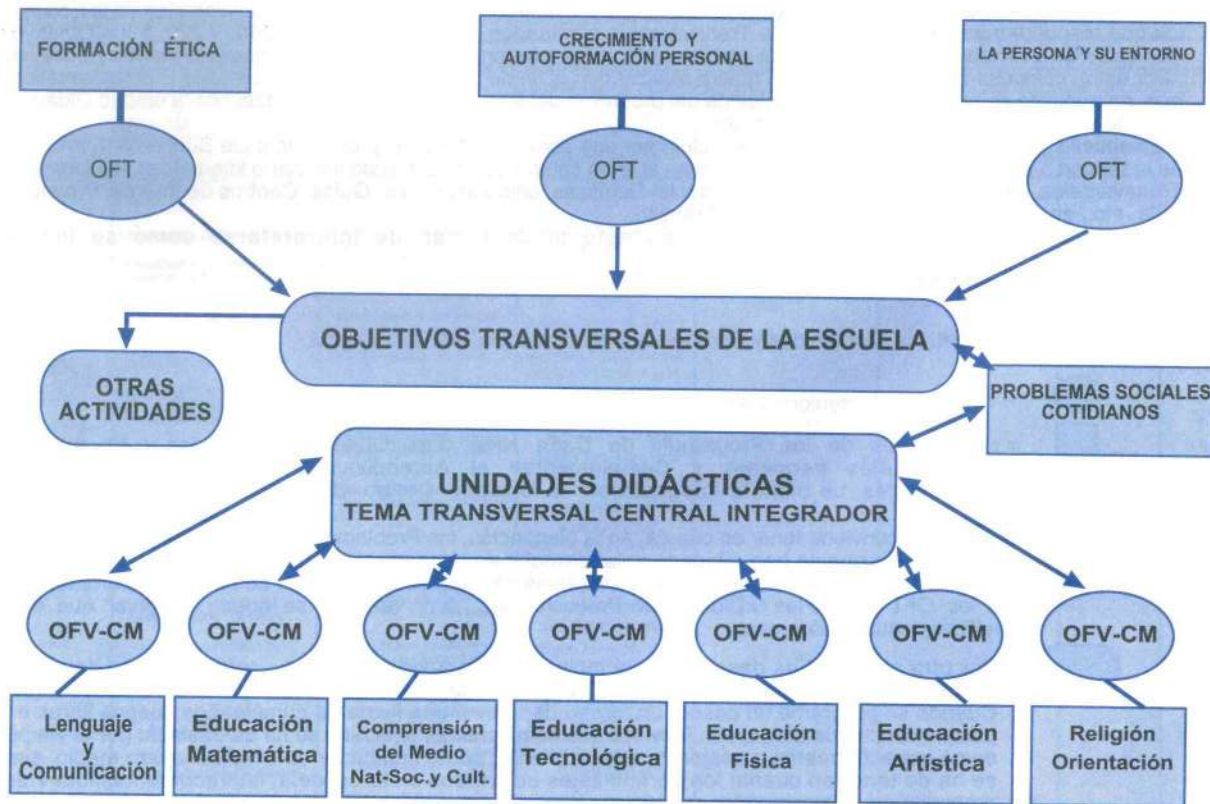 FORMACIÓN ÉTICA
CRECIMIENTO Y
AUTOFORMACIÓN PERSONAL
LA PERSONA Y SU ENTORNO
OFT
OFT
OFT
OBJETIVOS TRANSVERSALES DE LA ESCUELA
OTRAS
ACTIVIDADES
PROBLEMAS SOCIALES
COTIDIANOS
UNIDADES DIDÁCTICAS
TEMA TRANSVERSAL CENTRAL INTEGRADOR
OFV-CM
OFV-CM
OFV-CM
OFV-CM
OFV-CM
OFV-CM
OFV-CM
Lenguaje
y
Comunicación
Educación
Matemática
Comprensión
del Medio
Nat-Soc.y Cult.
Educación
Tecnológica
Educación
Fisica
Educación
Artística
Religión
Orientación